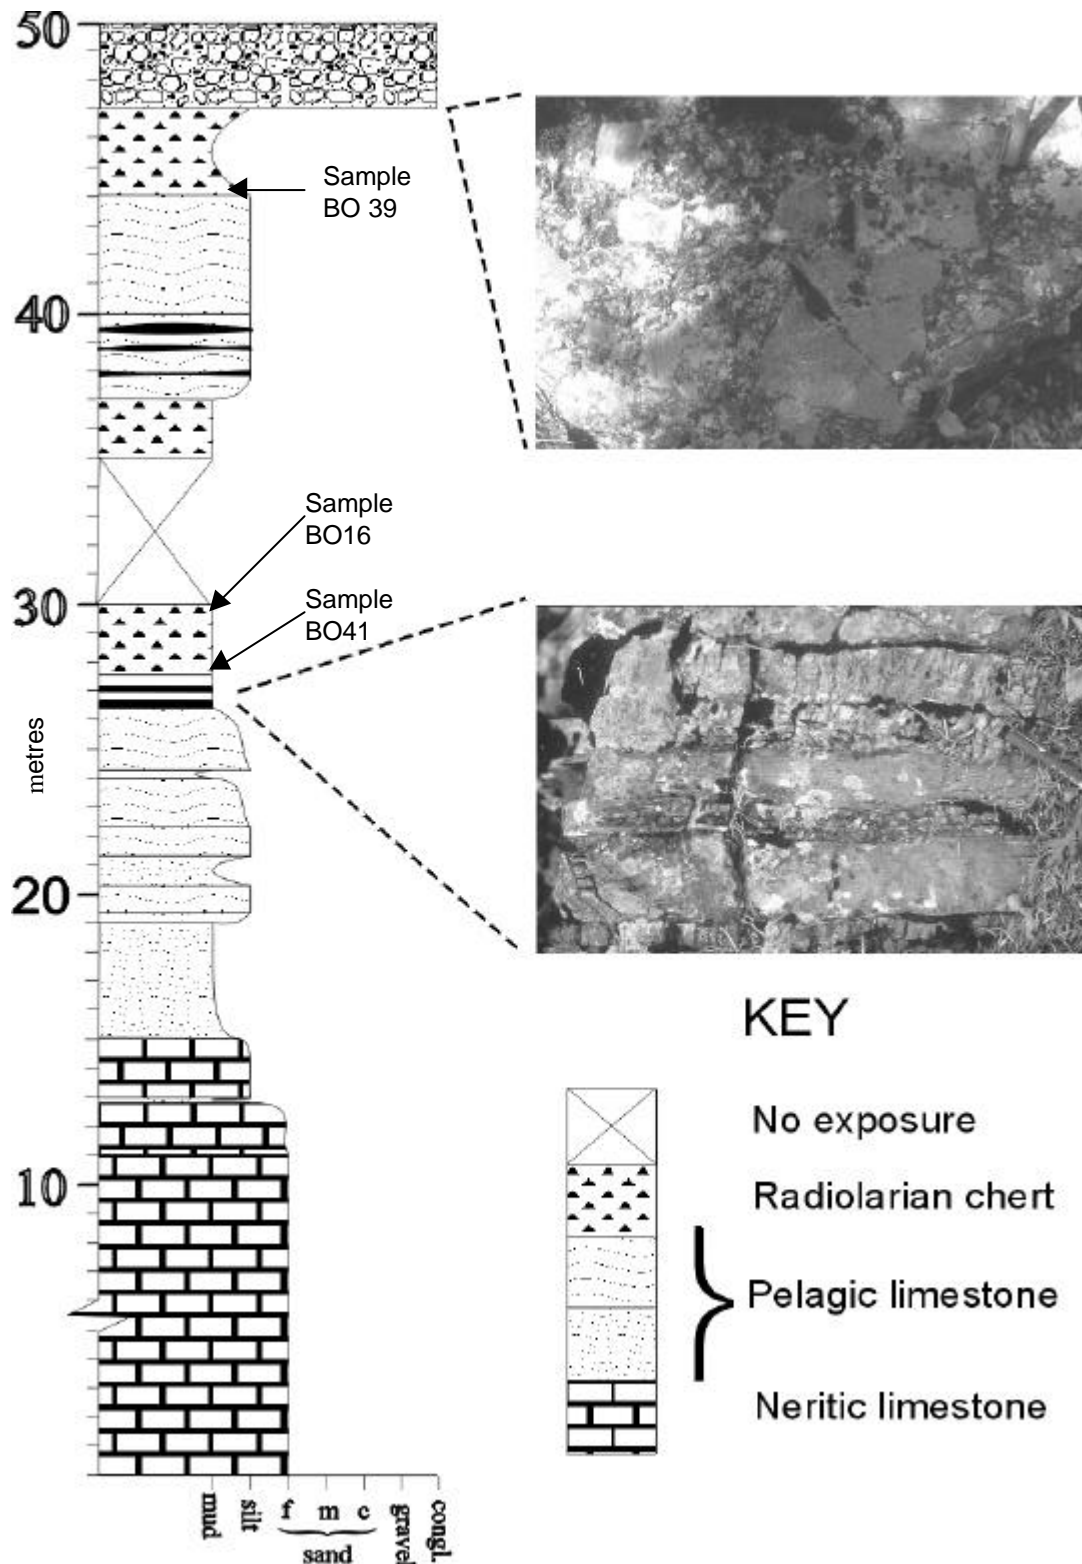 50
Sample
BO 39
40
Sample
BO16
30
Sample
BO41
metres
20
KEY
No exposure
10
Radiolarian chert
Pelagic limestone
Neritic limestone
mud
silt
f
m
c
gravel
congl.
sand